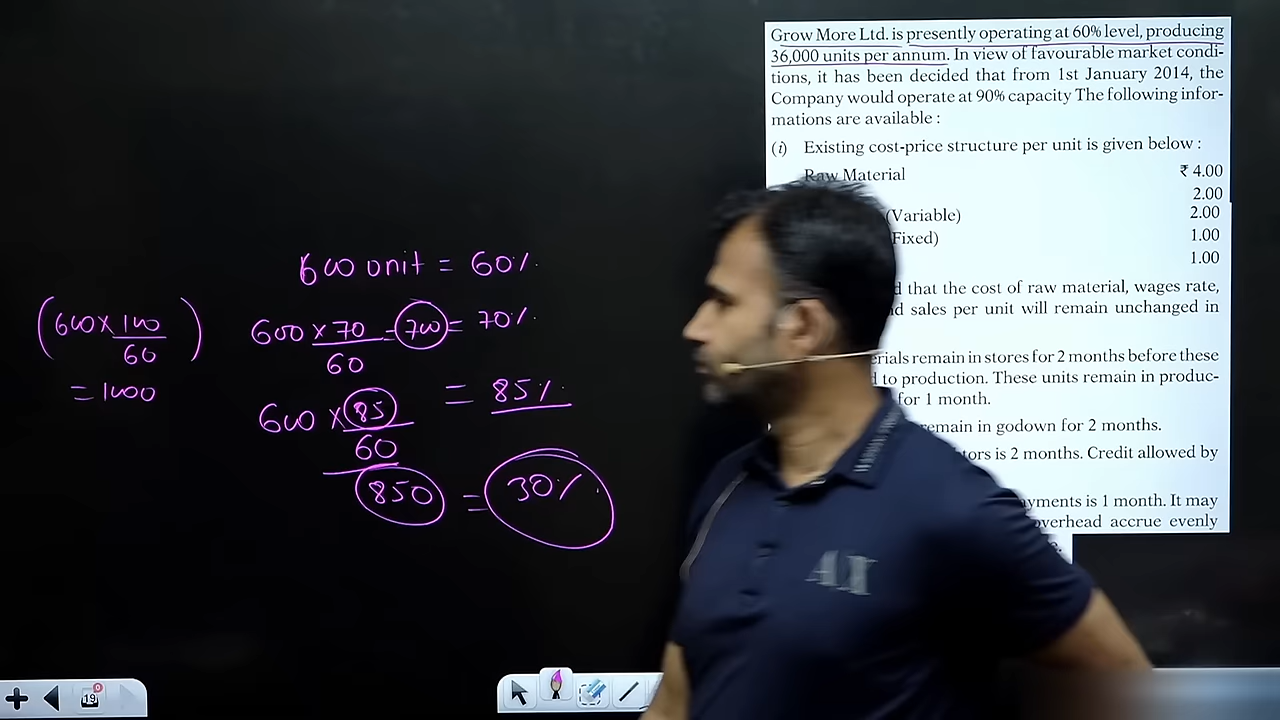 Grow More Ltd. is presently operating at 60% level, producing
36,000 units per annum. In view of favourable market condi-
tions, it has been decided that from 1st January 2014, the
Company would operate at 90% capacity The following infor-
mations are available :
(i) Existing cost-price structure per unit is given below :
Raw Material ₹ 4.00
2.00
(Variable) 2.00
Fixed) 1.00
1.00
that the cost of raw material, wages rate,
sales per unit will remain unchanged in
remain in stores for 2 months before these
to production. These units remain in produc-
for 1 month.
remain in godown for 2 months.
is 2 months. Credit allowed by
is 1 month. It may
overhead accrue evenly
600 unit = 60%
(600 × 100
60
= 1000
600 × 70 = 700 = 70%
60
600 × 85 = 85%
60
850 = 30%
AX
19
0